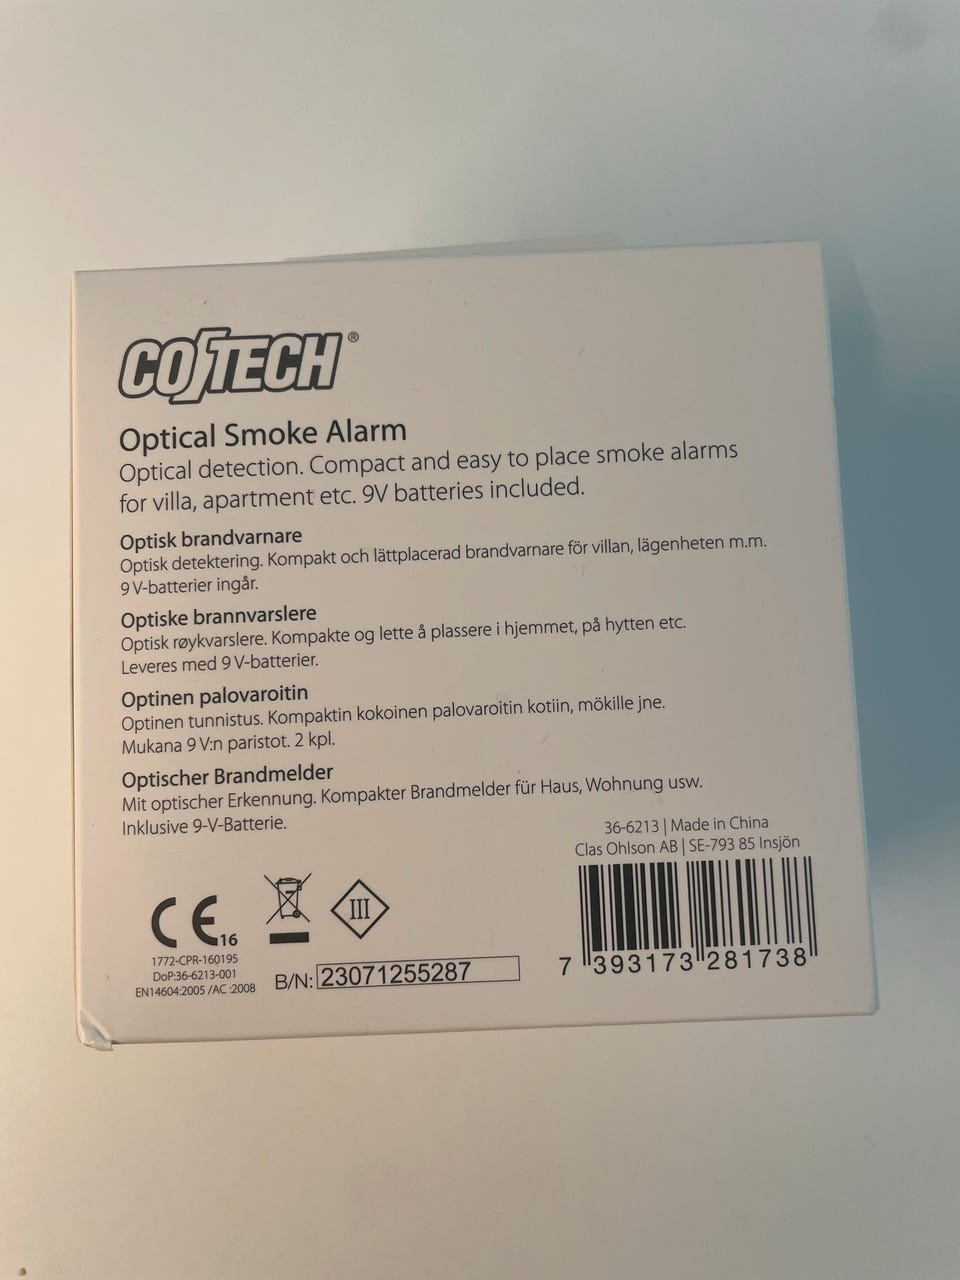 COTECH®
Optical Smoke Alarm
Optical detection. Compact and easy to place smoke alarms
for villa, apartment etc. 9V batteries included.
Optisk brandvarnare
Optisk detektering. Kompakt och lättplacerad brandvarnare för villan, lägenheten m.m.
9 V-batterier ingår.
Optiske brannvarslere
Optisk røykvarslere. Kompakte og lette å plassere i hjemmet, på hytten etc.
Leveres med 9 V-batterier.
Optinen palovaroitin
Optinen tunnistus. Kompaktin kokoinen palovaroitin kotiin, mökille jne.
Mukana 9 V:n paristot. 2 kpl.
Optischer Brandmelder
Mit optischer Erkennung. Kompakter Brandmelder für Haus, Wohnung usw.
Inklusive 9-V-Batterie.
36-6213 | Made in China
Clas Ohlson AB | SE-793 85 Insjön
CE 16
III
1772-CPR-160195
DoP:36-6213-001
EN14604:2005 /AC :2008
B/N: 23071255287
7 393173 281738